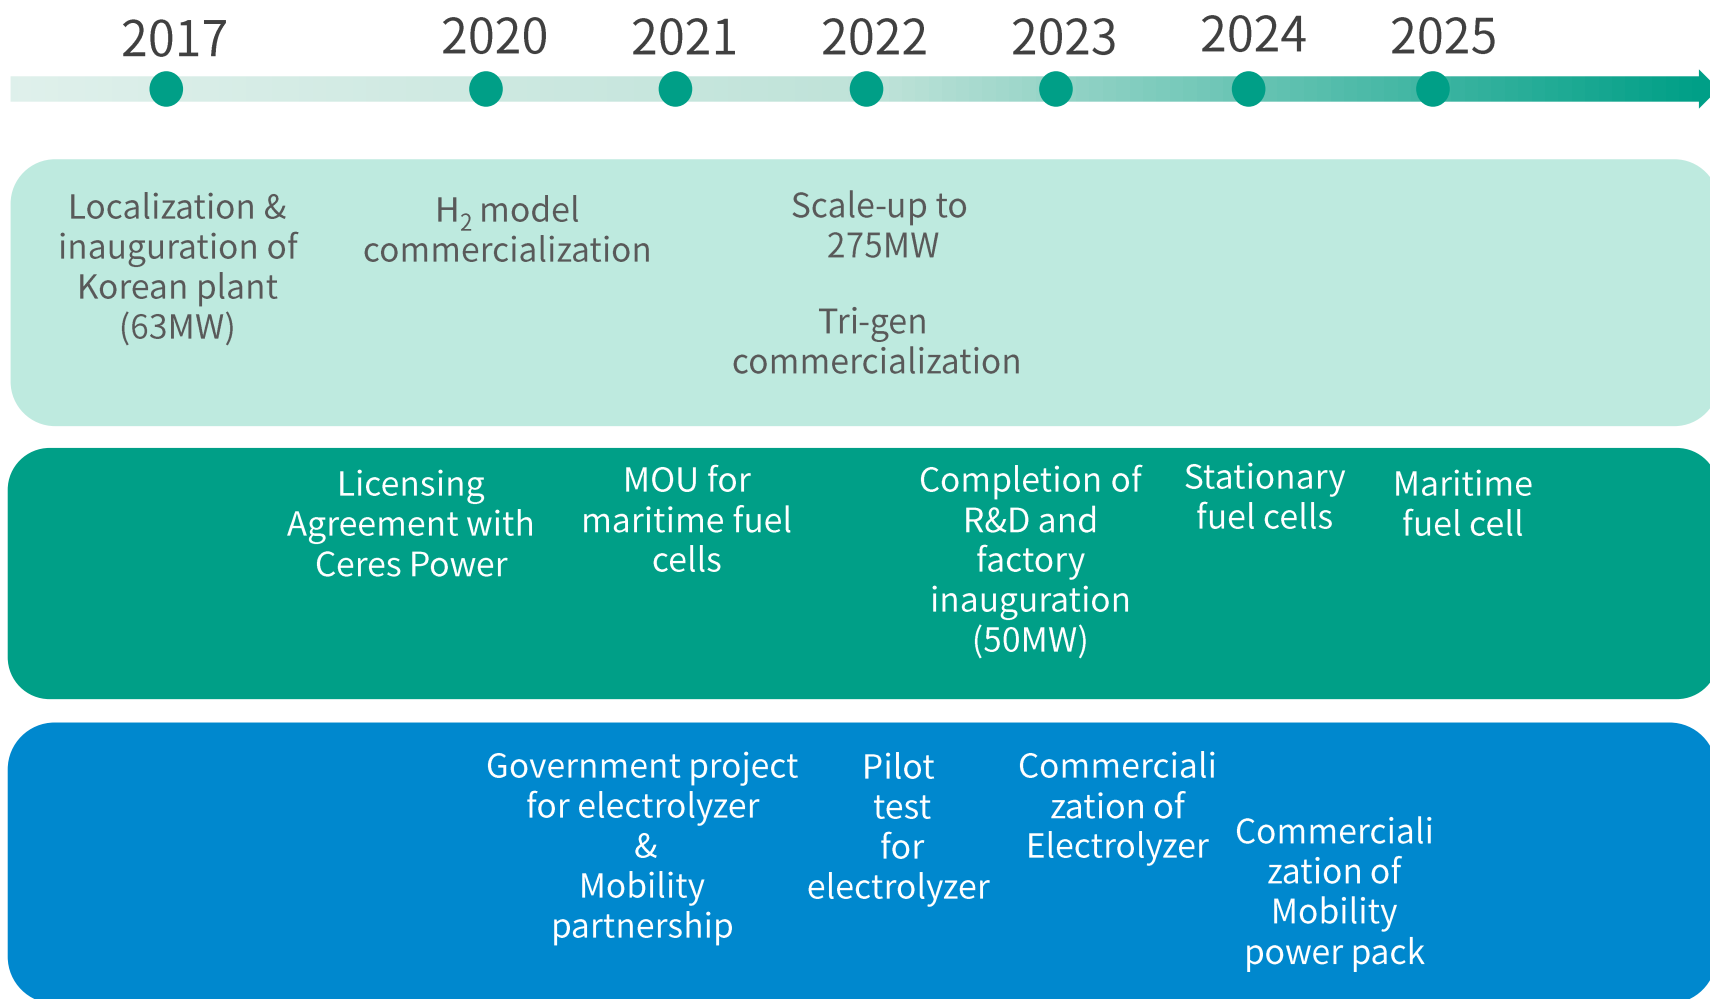 2017
2020
2021
2022
2023
2024
2025
Localization &
inauguration of
Korean plant
(63MW)
H₂ model
commercialization
Scale-up to
275MW
Tri-gen
commercialization
Licensing
Agreement with
Ceres Power
MOU for
maritime fuel
cells
Completion of
R&D and
factory
inauguration
(50MW)
Stationary
fuel cells
Maritime
fuel cell
Government project
for electrolyzer
&
Mobility
partnership
Pilot
test
for
electrolyzer
Commerciali
zation of
Electrolyzer
Commerciali
zation of
Mobility
power pack